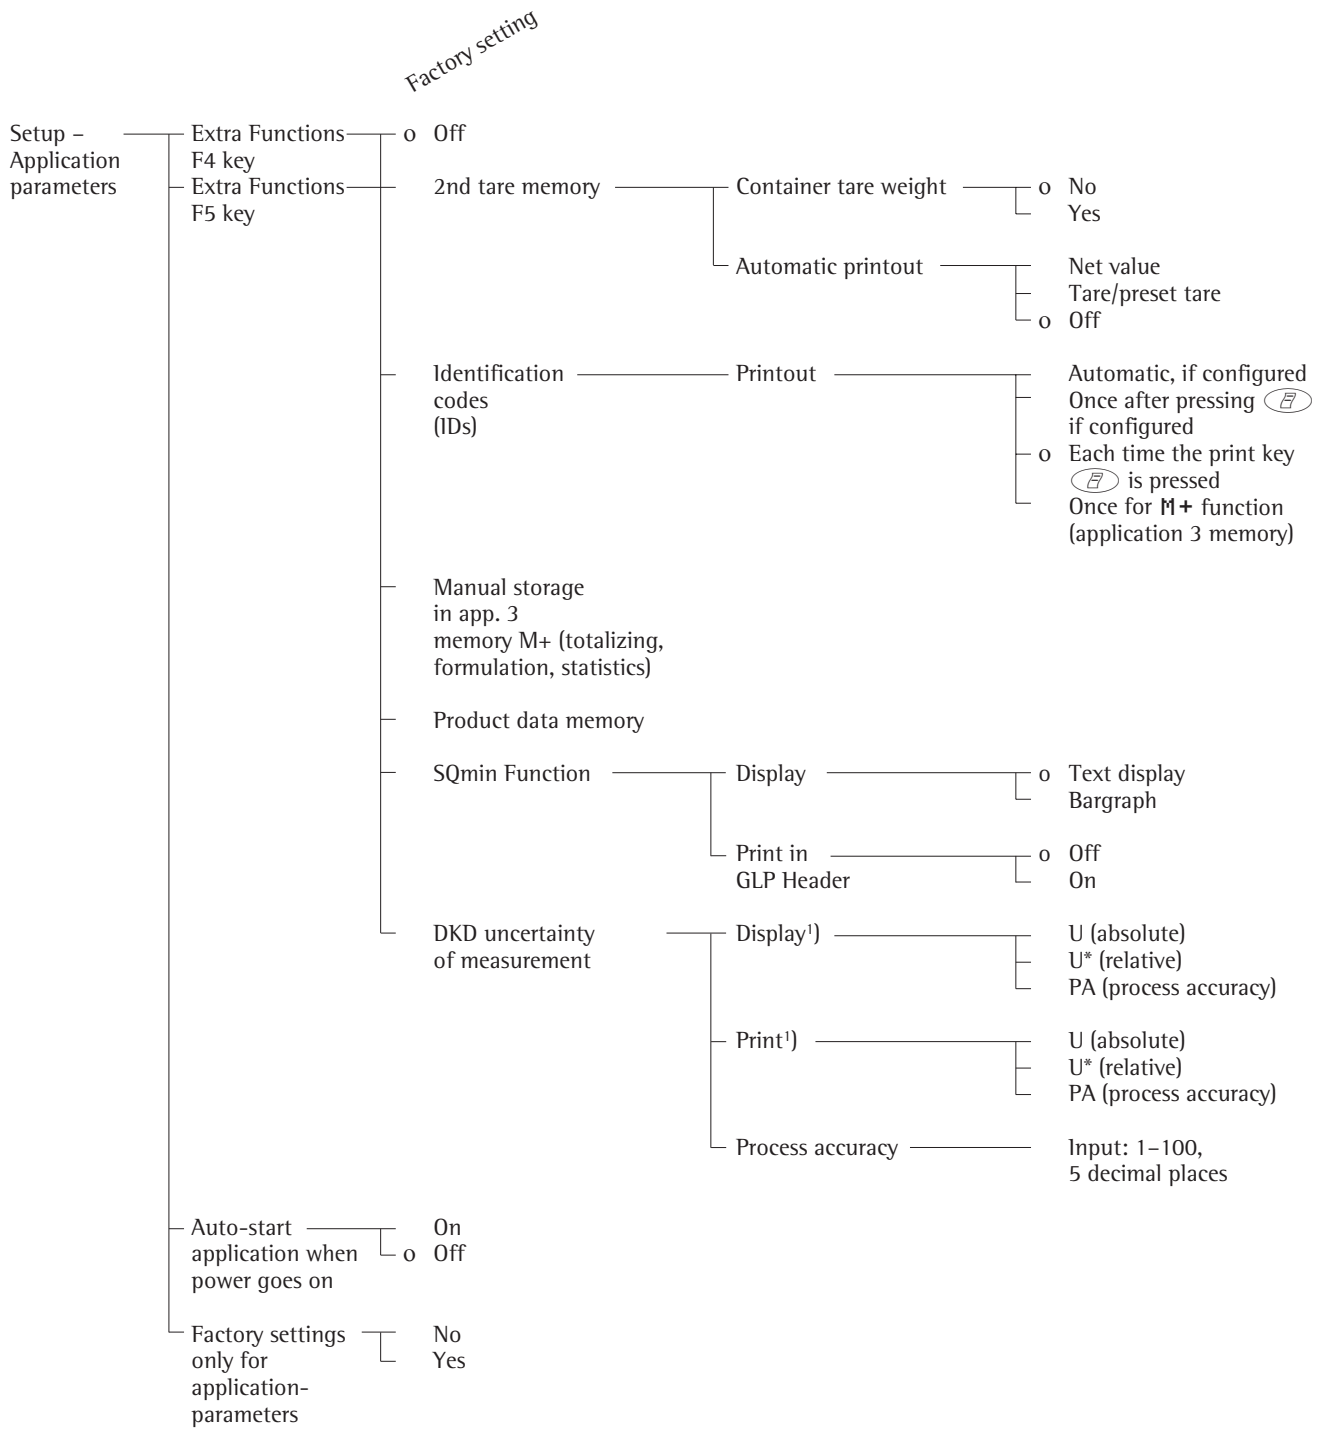 Factory setting
Setup – Extra Functions o Off
Application F4 key
parameters Extra Functions 2nd tare memory Container tare weight o No
F5 key Yes
Automatic printout Net value
Tare/preset tare
o Off
Identification Printout Automatic, if configured
codes Once after pressing
(IDs) if configured
o Each time the print key
is pressed
Once for M+ function
(application 3 memory)
Manual storage
in app. 3
memory M+ (totalizing,
formulation, statistics)
Product data memory
SQmin Function Display o Text display
Bargraph
Print in o Off
GLP Header On
DKD uncertainty Display¹) U (absolute)
of measurement U* (relative)
PA (process accuracy)
Print¹) U (absolute)
U* (relative)
PA (process accuracy)
Process accuracy Input: 1–100,
5 decimal places
Auto-start On
application when o Off
power goes on
Factory settings No
only for Yes
application-
parameters